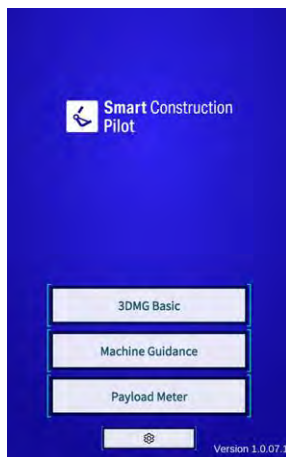 Smart Construction
Pilot
3DMG Basic
Machine Guidance
Payload Meter
Version 1.0.07.1